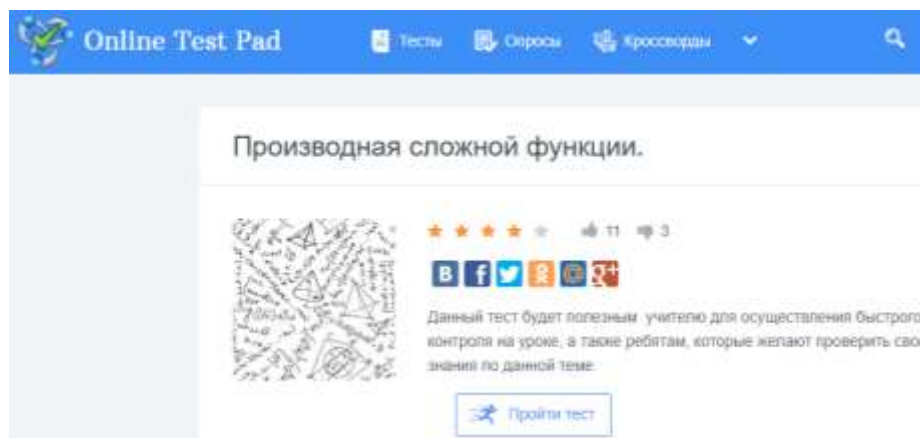 Online Test Pad Тесты Опросы Кроссворды
Производная сложной функции.
11 3
Данный тест будет полезным учителю для осуществления быстрого
контроля на уроке, а также ребятам, которые желают проверить сво
знания по данной теме
Пройти тест